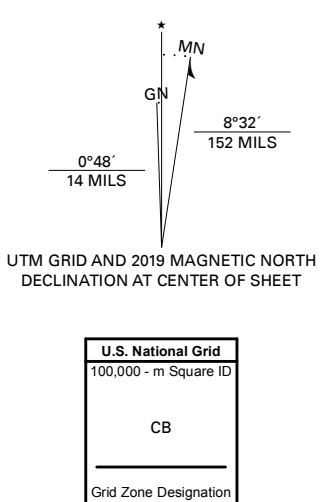 ★
MN
GN
8°32´
152 MILS
0°48´
14 MILS
UTM GRID AND 2019 MAGNETIC NORTH
DECLINATION AT CENTER OF SHEET
U.S. National Grid
100,000 - m Square ID
CB
Grid Zone Designation